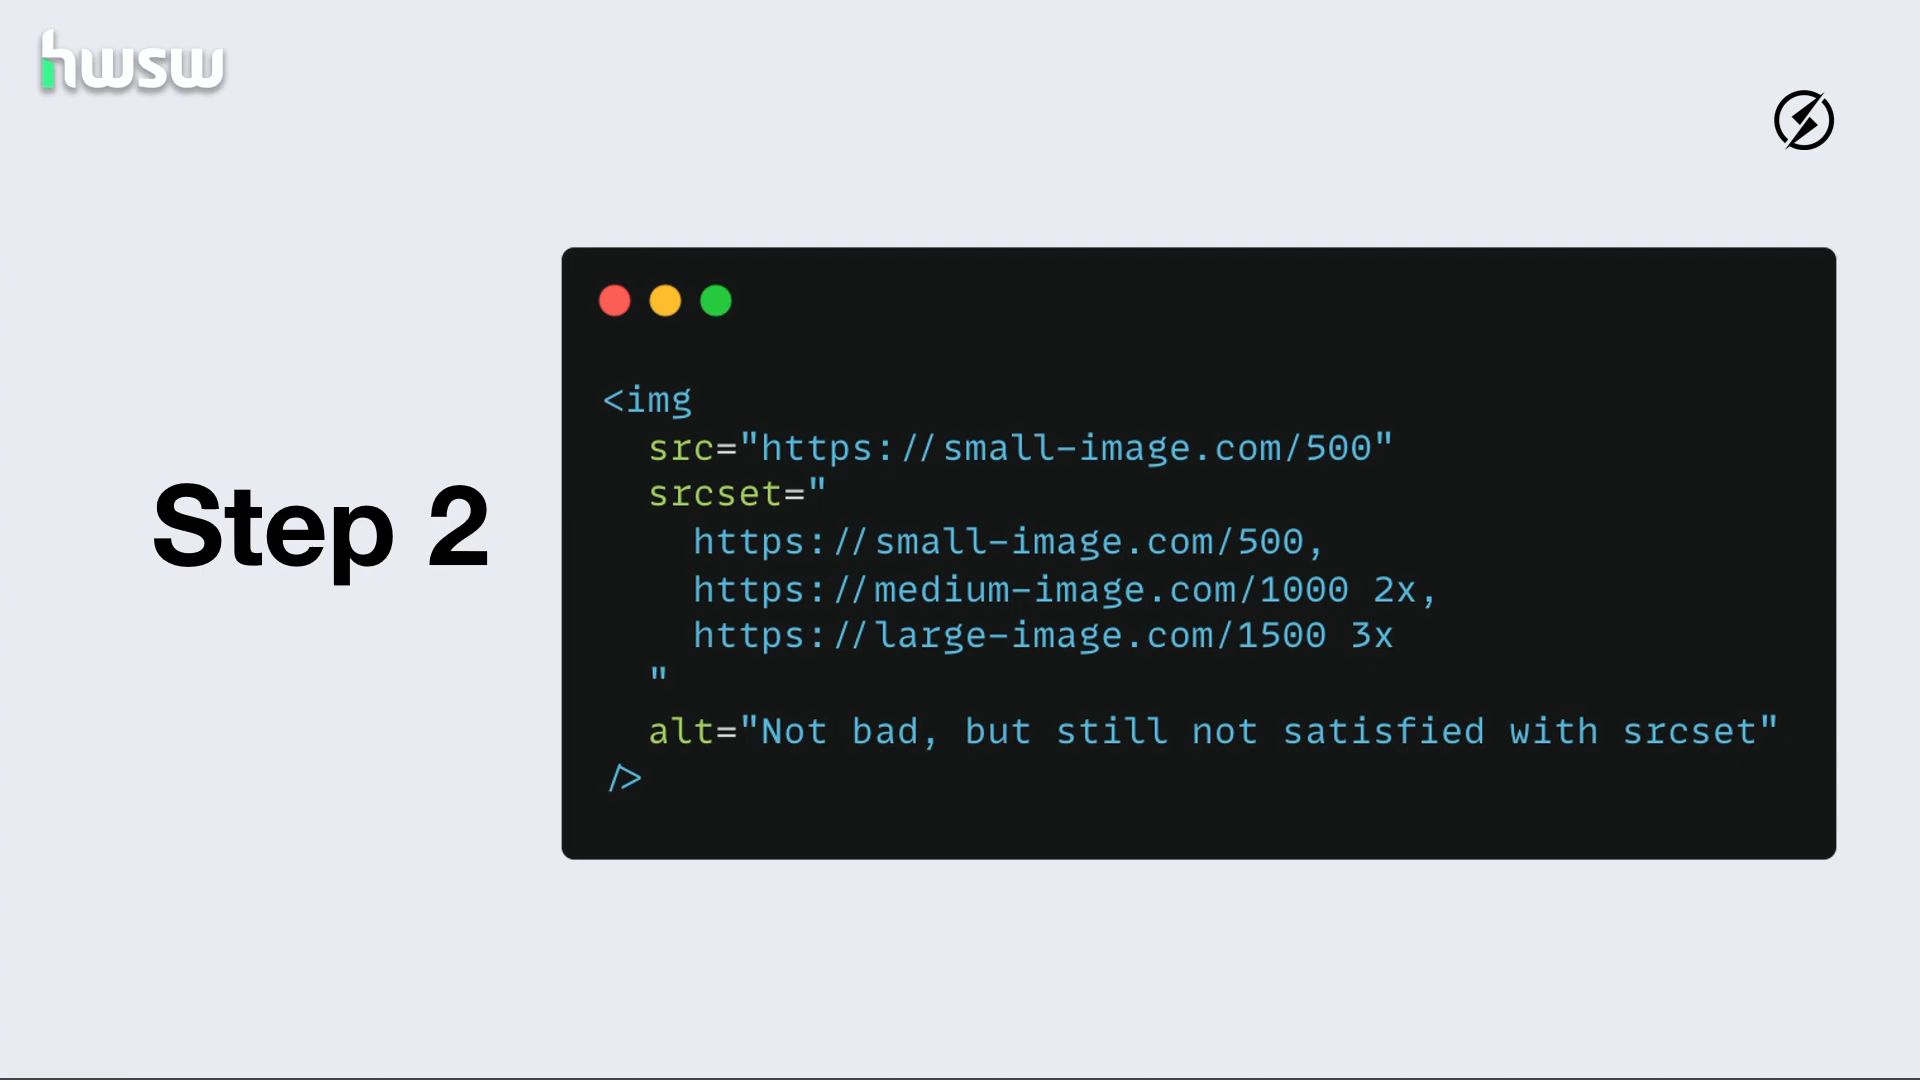 hwsw
Step 2
<img
src="https://small-image.com/500"
srcset="
https://small-image.com/500,
https://medium-image.com/1000 2x,
https://large-image.com/1500 3x
"
alt="Not bad, but still not satisfied with srcset"
/>